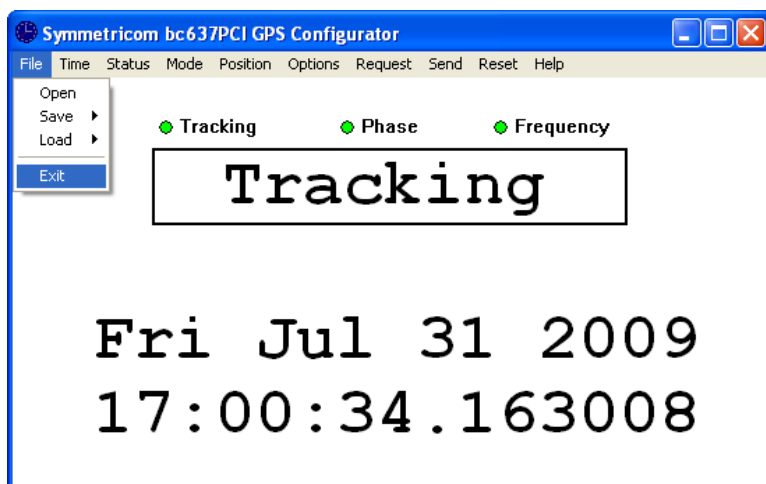 Symmetricom bc637PCI GPS Configurator
File Time Status Mode Position Options Request Send Reset Help
Open
Save
Load
Exit
Tracking Phase Frequency
Tracking
Fri Jul 31 2009
17:00:34.163008